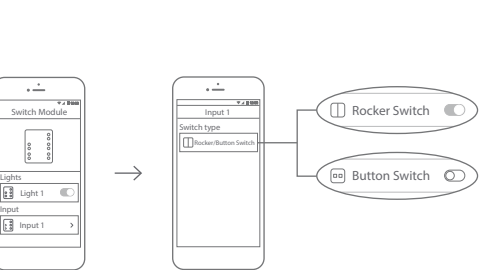 Switch Module
Lights
Light 1
Input
Input 1
Input 1
Switch type
Rocker/Button Switch
Rocker Switch
Button Switch